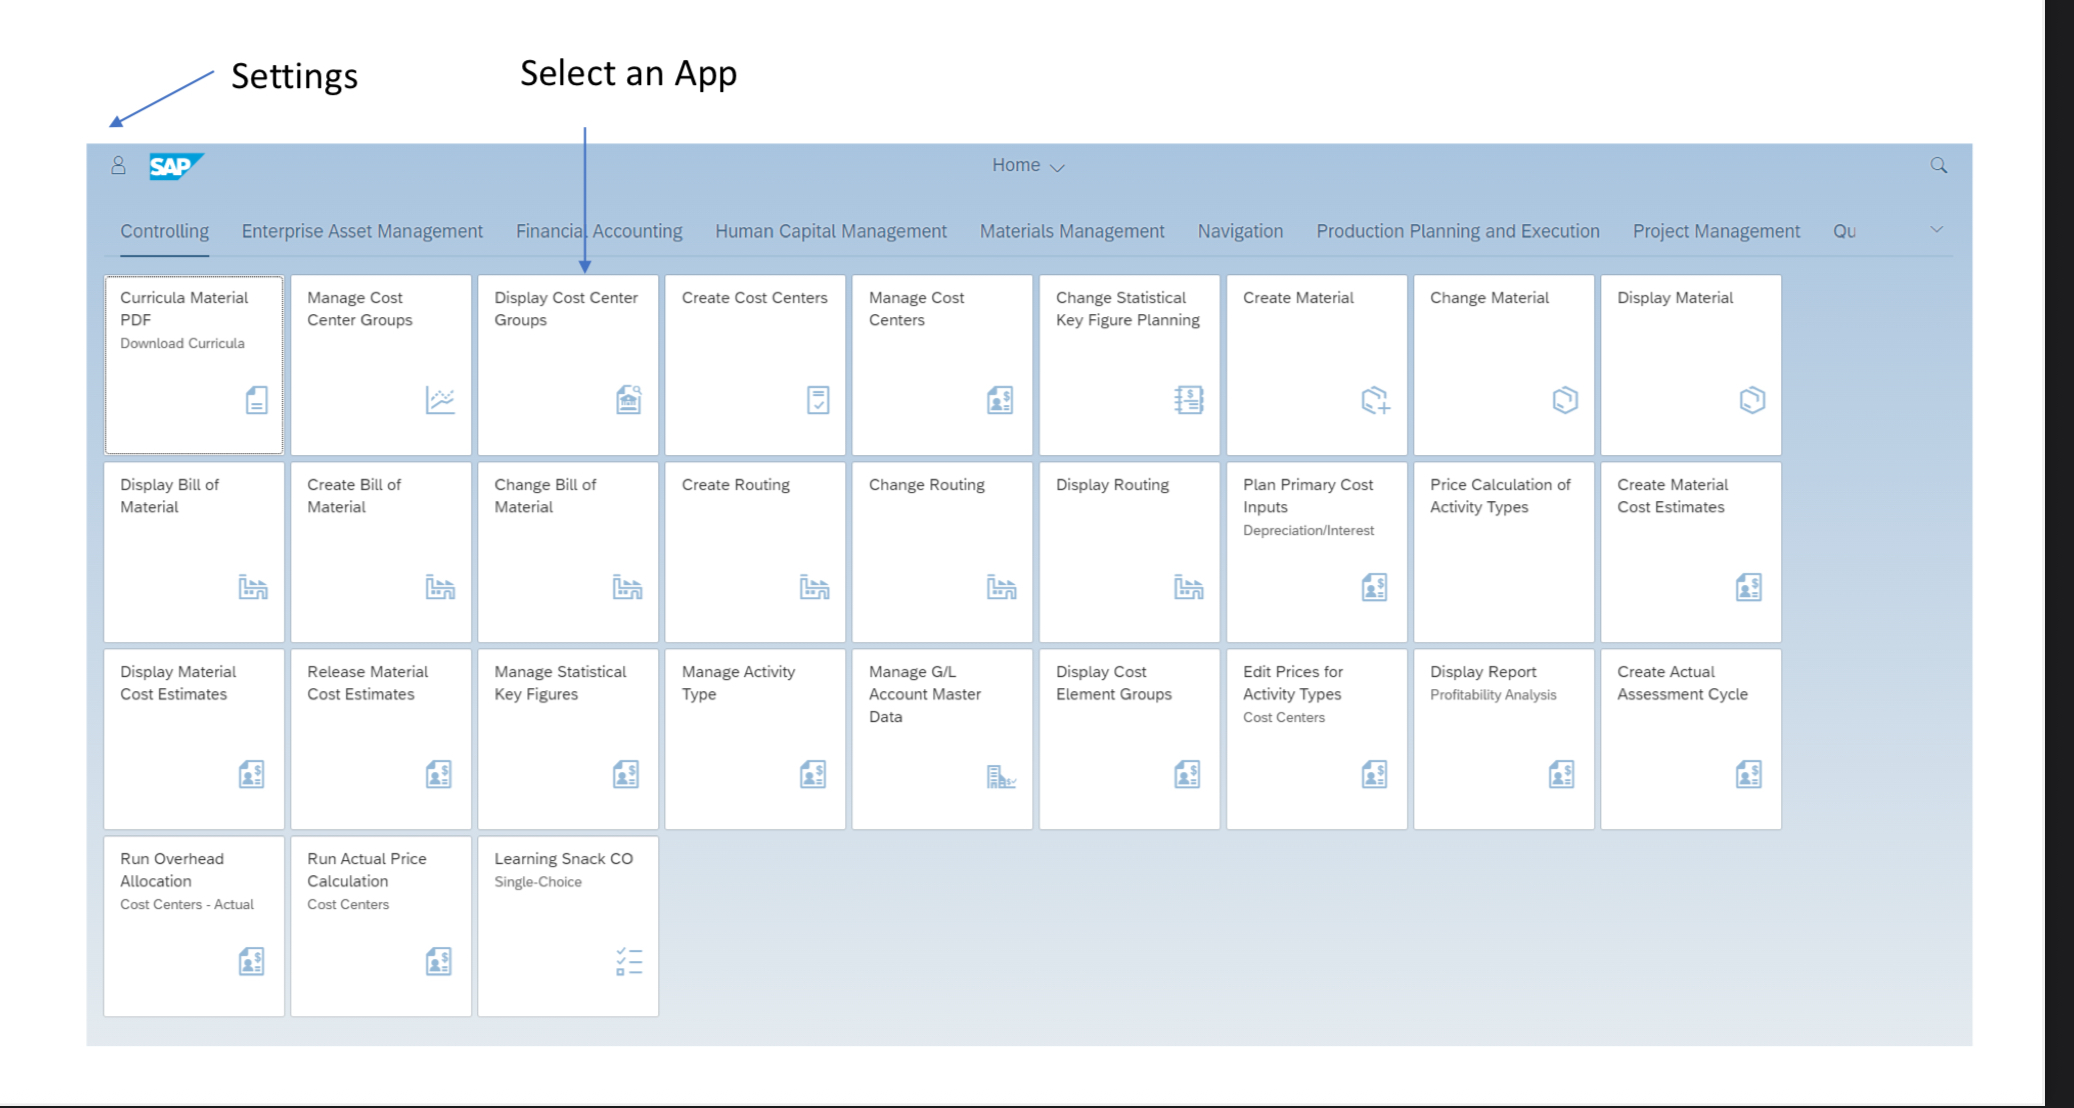 Settings
Select an App
SAP
Home
Controlling
Enterprise Asset Management
Financial Accounting
Human Capital Management
Materials Management
Navigation
Production Planning and Execution
Project Management
Qu
Curricula Material
PDF
Download Curricula
Manage Cost
Center Groups
Display Cost Center
Groups
Create Cost Centers
Manage Cost
Centers
Change Statistical
Key Figure Planning
Create Material
Change Material
Display Material
Display Bill of
Material
Create Bill of
Material
Change Bill of
Material
Create Routing
Change Routing
Display Routing
Plan Primary Cost
Inputs
Depreciation/Interest
Price Calculation of
Activity Types
Create Material
Cost Estimates
Display Material
Cost Estimates
Release Material
Cost Estimates
Manage Statistical
Key Figures
Manage Activity
Type
Manage G/L
Account Master
Data
Display Cost
Element Groups
Edit Prices for
Activity Types
Cost Centers
Display Report
Profitability Analysis
Create Actual
Assessment Cycle
Run Overhead
Allocation
Cost Centers - Actual
Run Actual Price
Calculation
Cost Centers
Learning Snack CO
Single-Choice